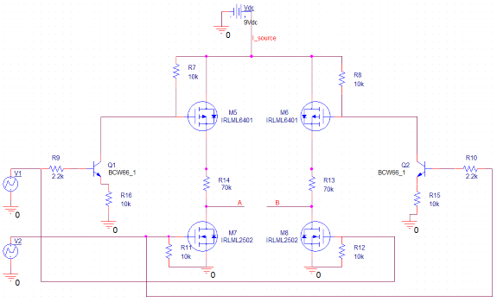 Vdc
9Vdc
0
I_source
R7
10k
R8
10k
M5
IRLML6401
M6
IRLML6401
R9
2.2k
Q1
BCW66_1
R14
70k
R13
70k
Q2
BCW66_1
R10
2.2k
V1
R16
10k
R15
10k
A
B
0
0
0
V2
M7
IRLML2502
M8
IRLML2502
R11
10k
R12
10k
0
0
0